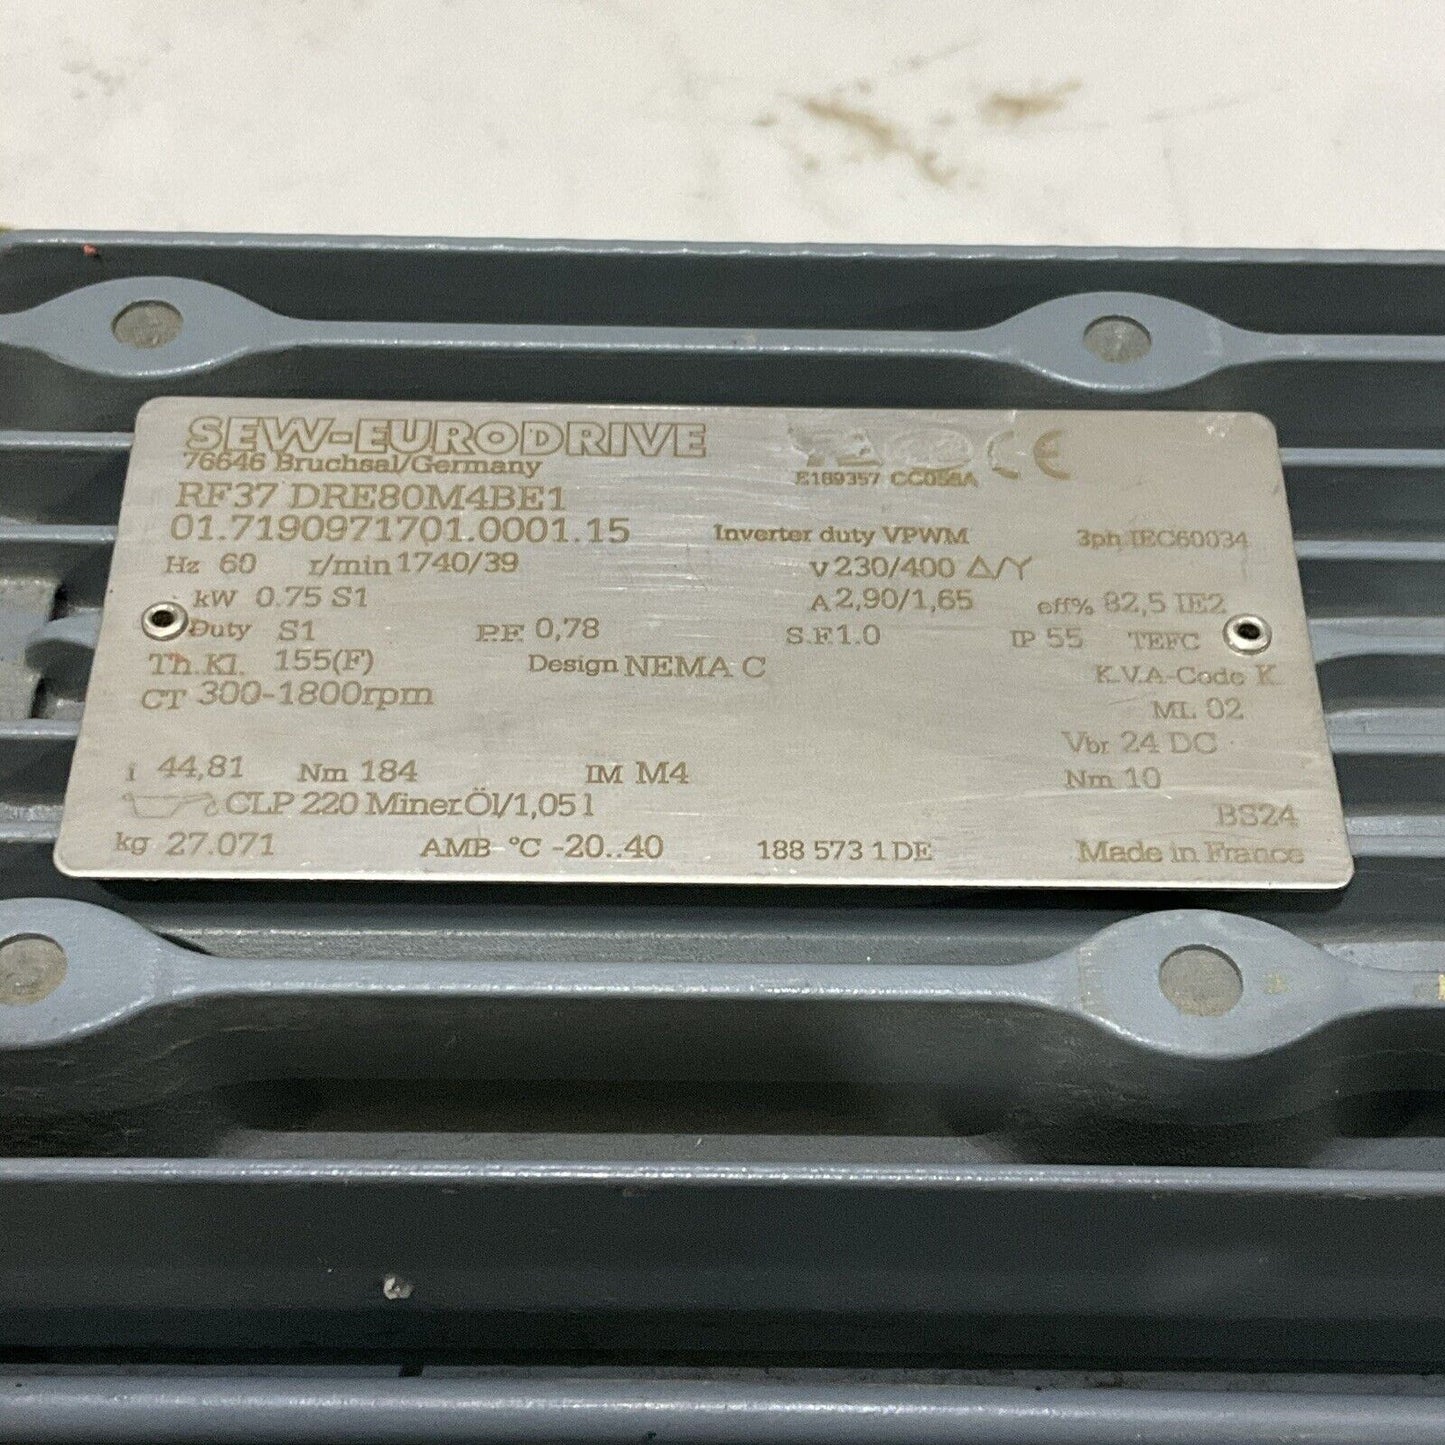 SEW-EURODRIVE
76646 Bruchsal/Germany
E189357 CC056A CE
RF37 DRE80M4BE1
01.7190971701.0001.15 Inverter duty VPWM 3ph IEC60034
Hz 60 r/min 1740/39 V 230/400 Δ/Y
kW 0.75 S1 A 2,90/1,65 eff% 82,5 IE2
Duty S1 P.F. 0,78 S.F.1.0 IP 55 TEFC
Th.Kl. 155(F) Design NEMA C K.V.A-Code K
CT 300-1800rpm ML 02
Vbr 24 DC
i 44,81 Nm 184 IM M4 Nm 10
CLP 220 Miner.Öl/1,05 l BS24
kg 27.071 AMB °C -20..40 188 573 1 DE Made in France